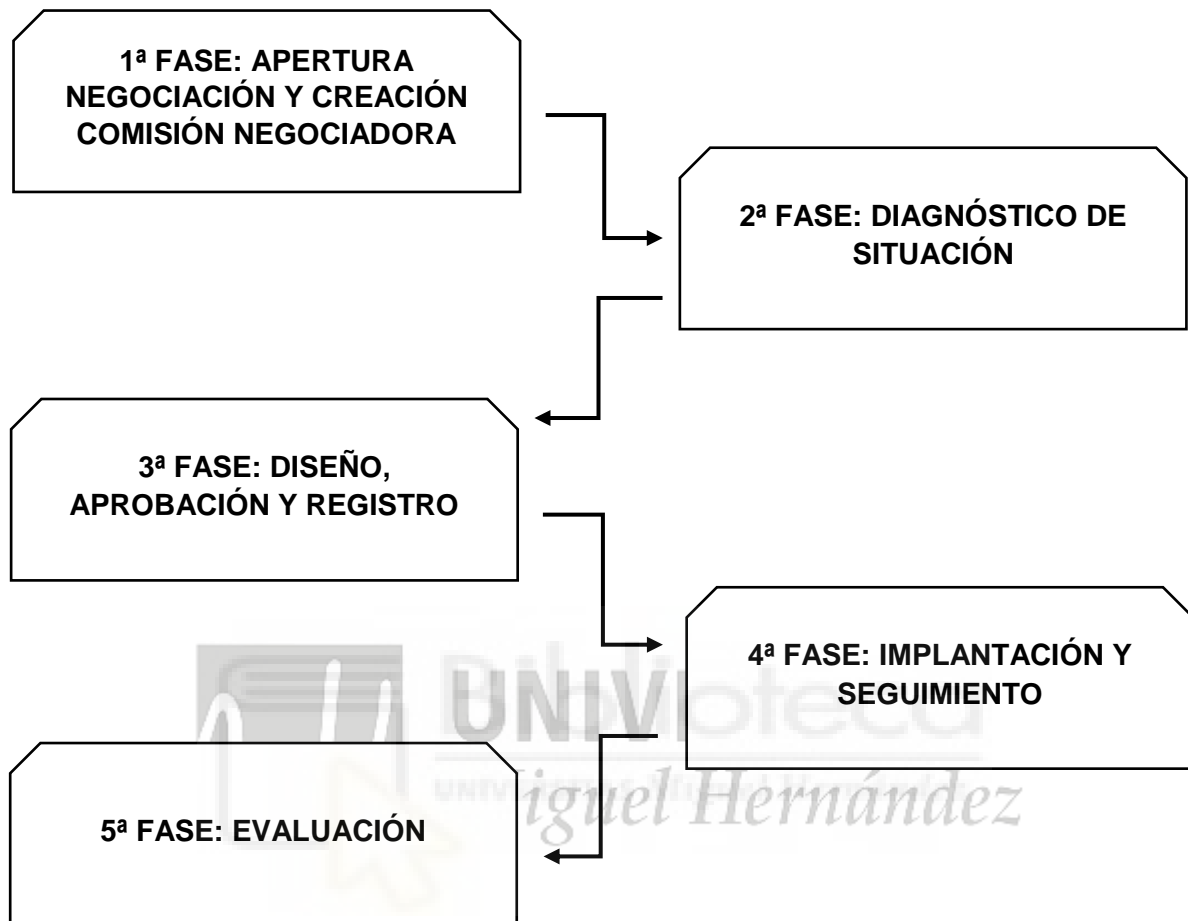 1ª FASE: APERTURA
NEGOCIACIÓN Y CREACIÓN
COMISIÓN NEGOCIADORA
2ª FASE: DIAGNÓSTICO DE
SITUACIÓN
3ª FASE: DISEÑO,
APROBACIÓN Y REGISTRO
4ª FASE: IMPLANTACIÓN Y
SEGUIMIENTO
Biblioteca
5ª FASE: EVALUACIÓN